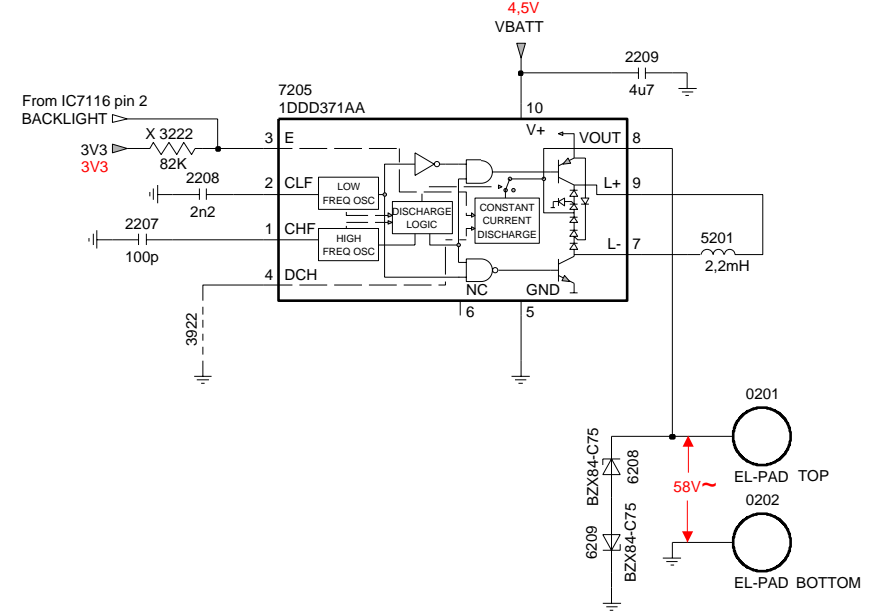 4,5V
VBATT
2209
4u7
7205
1DDD371AA
10
V+
From IC7116 pin 2
BACKLIGHT
X 3222
3V3
3V3
82K
3
E
VOUT
8
2208
2n2
2
CLF
LOW
FREQ OSC
L+
9
DISCHARGE
LOGIC
CONSTANT
CURRENT
DISCHARGE
2207
100p
1
CHF
HIGH
FREQ OSC
L-
7
5201
2,2mH
4
DCH
NC
GND
6
5
3922
0201
BZX84-C75
6208
EL-PAD TOP
58V~
0202
6209
BZX84-C75
EL-PAD BOTTOM